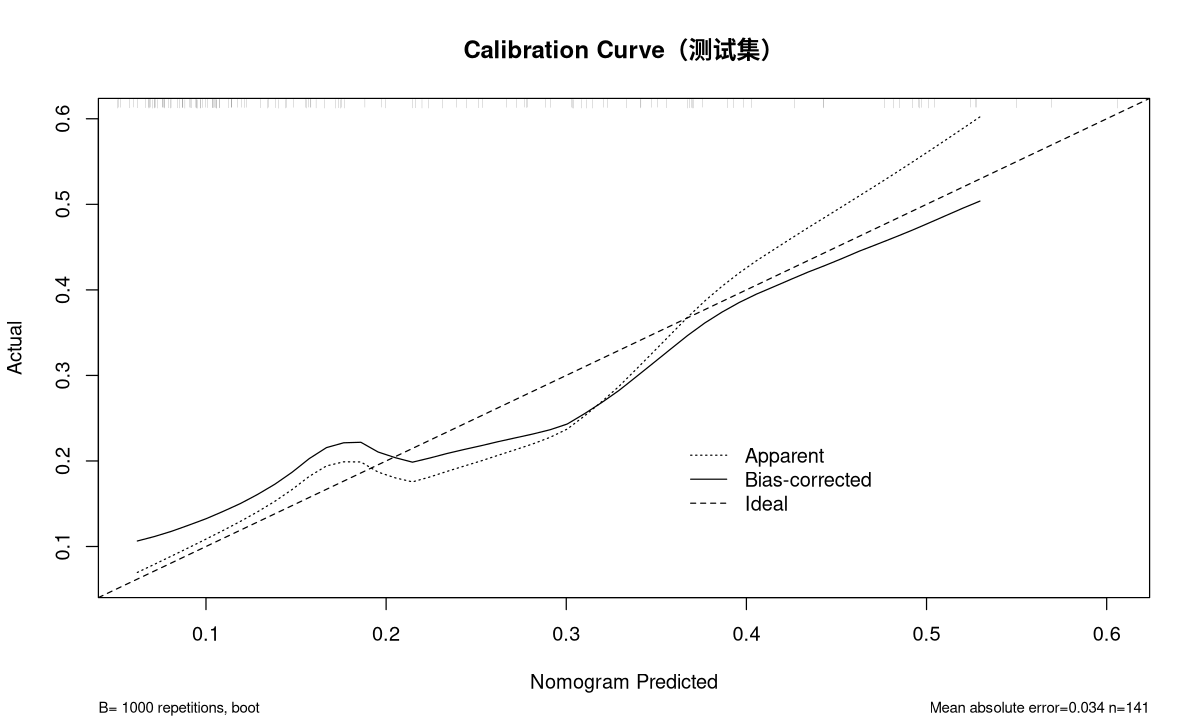 Calibration Curve（测试集）
0.6
0.5
0.4
0.3
0.2
0.1
Actual
Apparent
Bias-corrected
Ideal
0.1 0.2 0.3 0.4 0.5 0.6
Nomogram Predicted
B= 1000 repetitions, boot
Mean absolute error=0.034 n=141